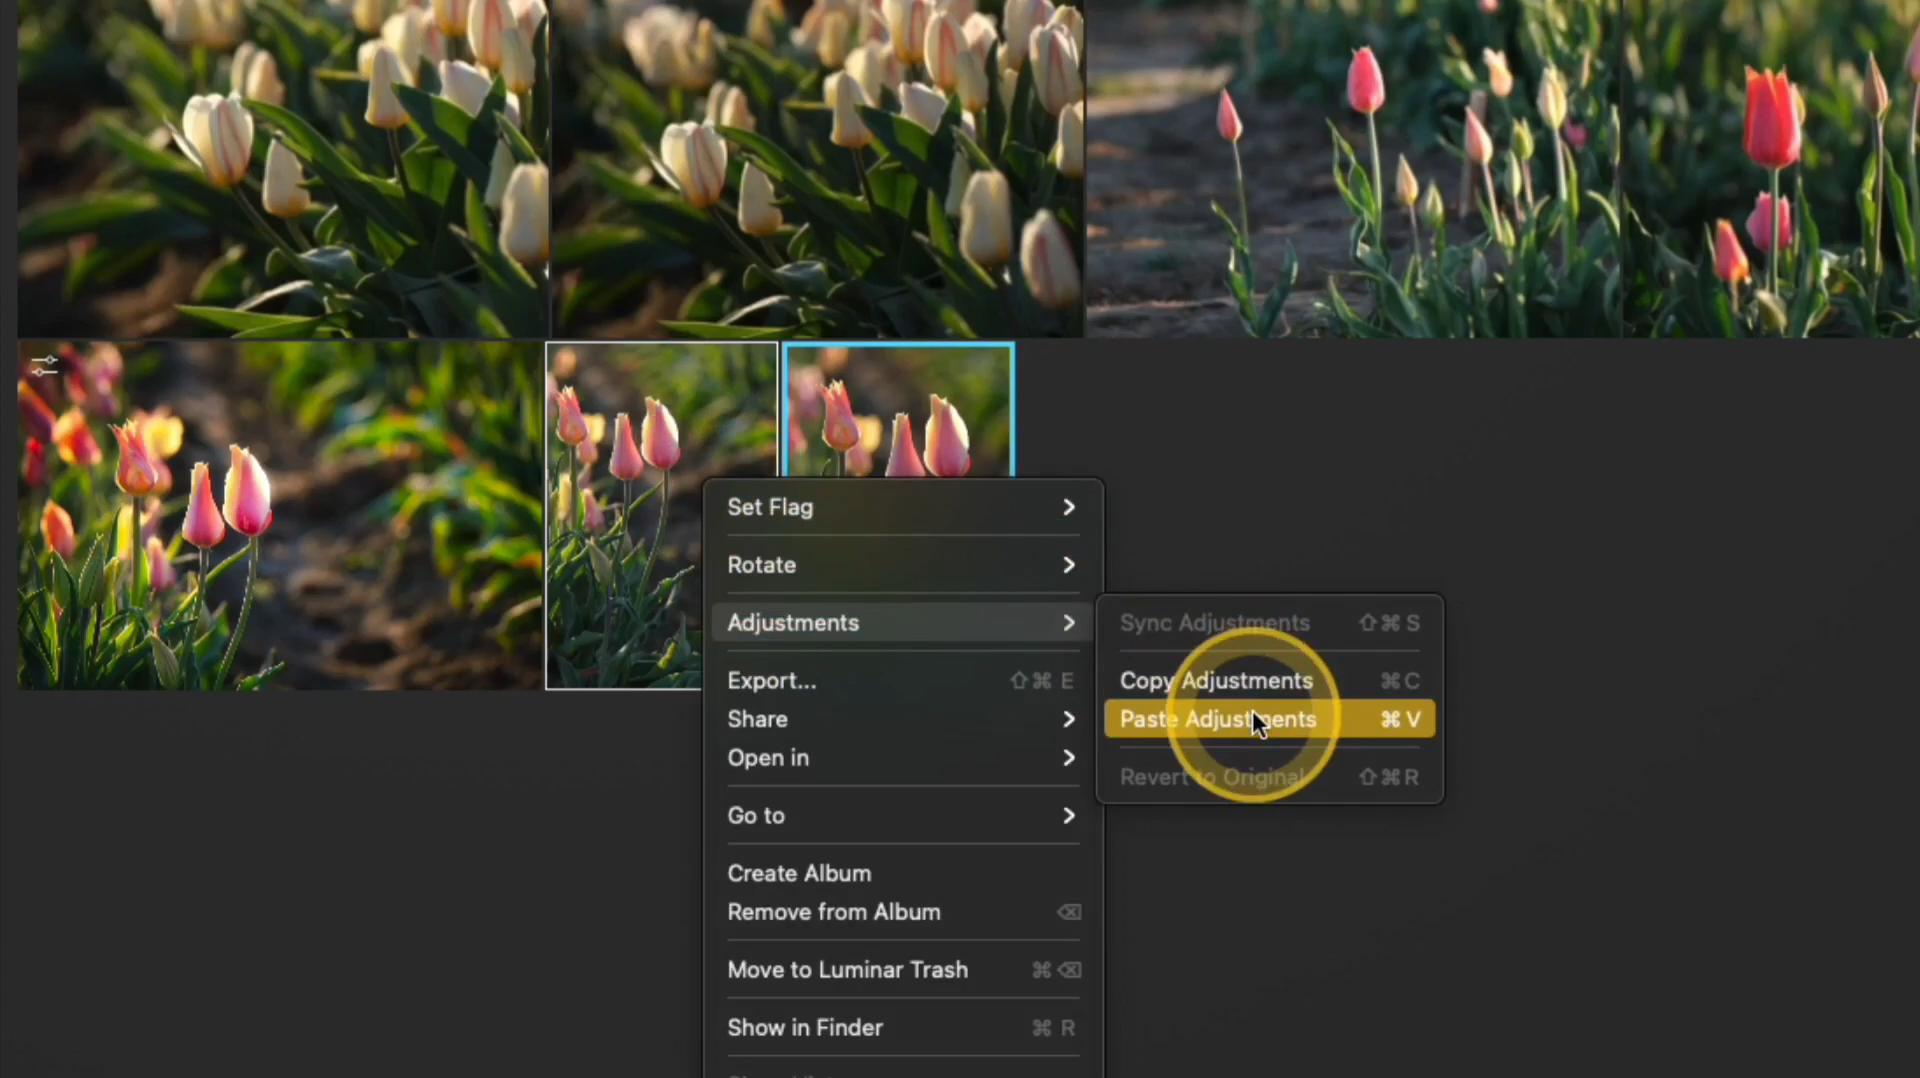 Set Flag
Rotate
Adjustments
Sync Adjustments ⇧⌘ S
Copy Adjustments ⌘C
Paste Adjustments ⌘V
Revert to Original ⇧⌘R
Export... ⇧⌘ E
Share
Open in
Go to
Create Album
Remove from Album ⌫
Move to Luminar Trash ⌘⌫
Show in Finder ⌘ R